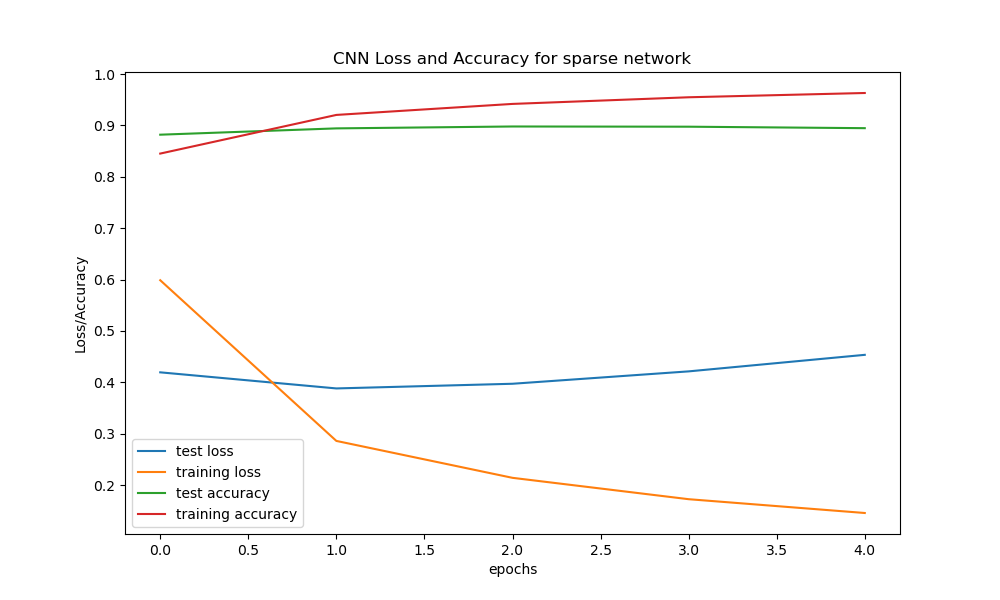 CNN Loss and Accuracy for sparse network
Loss/Accuracy
1.0
0.9
0.8
0.7
0.6
0.5
0.4
0.3
0.2
test loss
training loss
test accuracy
training accuracy
0.0 0.5 1.0 1.5 2.0 2.5 3.0 3.5 4.0
epochs